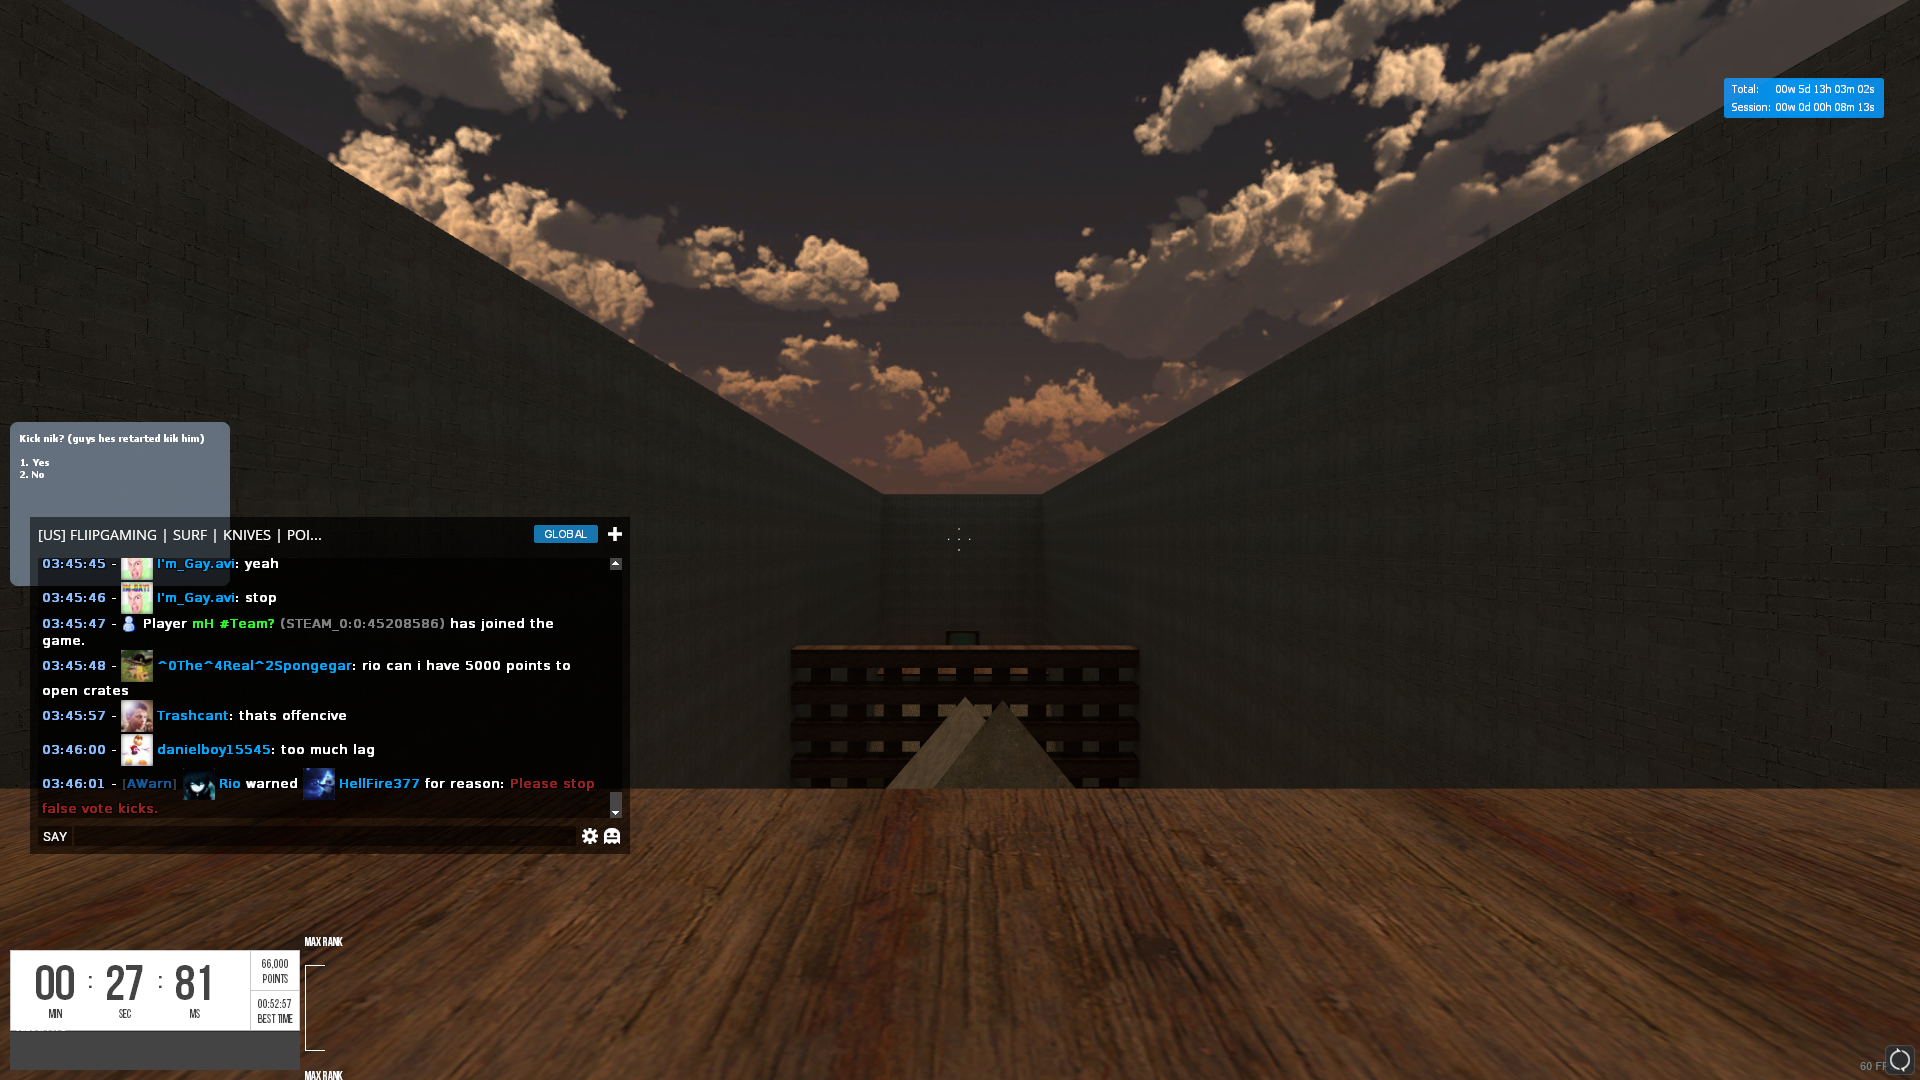 Total: 00w 5d 13h 03m 02s
Session: 00w 0d 00h 08m 13s
Kick nik? (guys hes retarted kik him)
1. Yes
2. No
[US] FLIIPGAMING | SURF | KNIVES | POI...
GLOBAL
03:45:45 - I'm_Gay.avi: yeah
03:45:46 - I'm_Gay.avi: stop
03:45:47 - Player mH #Team? (STEAM_0:0:45208586) has joined the
game.
03:45:48 - ^0The^4Real^2Spongegar: rio can i have 5000 points to
open crates
03:45:57 - Trashcant: thats offencive
03:46:00 - danielboy15545: too much lag
03:46:01 - [AWarn] Rio warned HellFire377 for reason: Please stop
false vote kicks.
SAY
MAX RANK
00 : 27 : 81
MIN SEC MS
66,000
POINTS
00:52:57
BEST TIME
MAX RANK
60